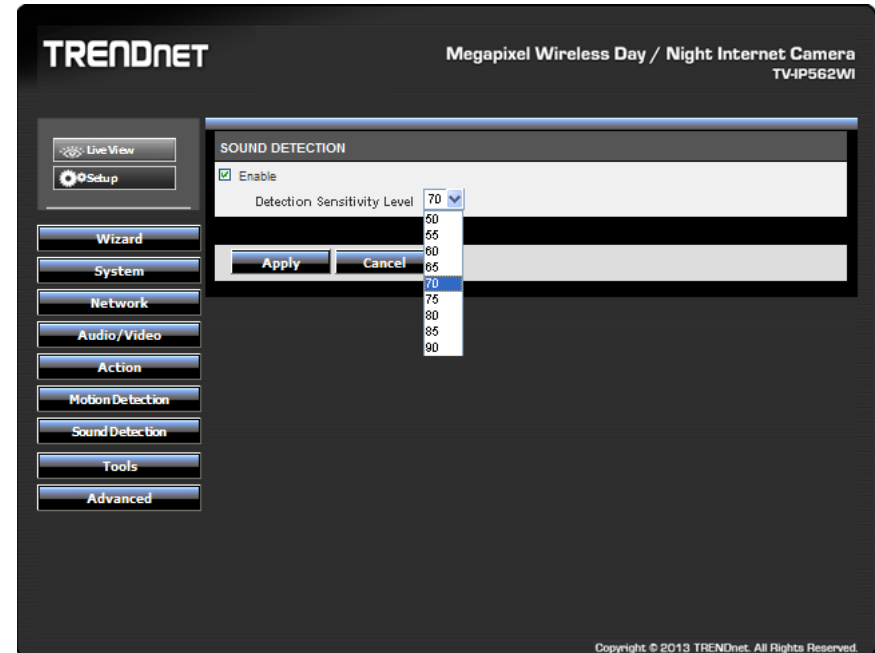 TRENDNET
Megapixel Wireless Day / Night Internet Camera
TV-IP562WI
Live View
Setup
Wizard
System
Network
Audio/Video
Action
Motion Detection
Sound Detection
Tools
Advanced
SOUND DETECTION
Enable
Detection Sensitivity Level 70
50
55
60
65
70
75
80
85
90
Apply Cancel
Copyright © 2013 TRENDnet. All Rights Reserved.